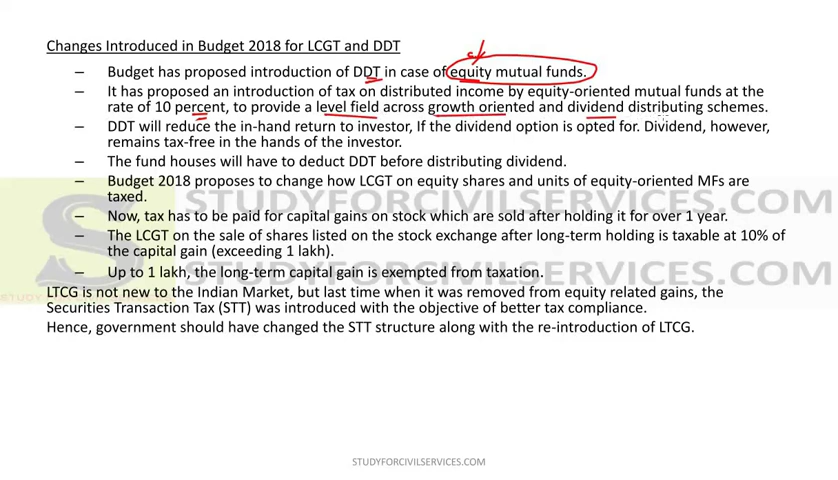 Changes Introduced in Budget 2018 for LCGT and DDT
– Budget has proposed introduction of DDT in case of equity mutual funds.
– It has proposed an introduction of tax on distributed income by equity-oriented mutual funds at the
rate of 10 percent, to provide a level field across growth oriented and dividend distributing schemes.
– DDT will reduce the in-hand return to investor, If the dividend option is opted for. Dividend, however,
remains tax-free in the hands of the investor.
– The fund houses will have to deduct DDT before distributing dividend.
– Budget 2018 proposes to change how LCGT on equity shares and units of equity-oriented MFs are
taxed.
– Now, tax has to be paid for capital gains on stock which are sold after holding it for over 1 year.
– The LCGT on the sale of shares listed on the stock exchange after long-term holding is taxable at 10% of
the capital gain (exceeding 1 lakh).
– Up to 1 lakh, the long-term capital gain is exempted from taxation.
LTCG is not new to the Indian Market, but last time when it was removed from equity related gains, the
Securities Transaction Tax (STT) was introduced with the objective of better tax compliance.
Hence, government should have changed the STT structure along with the re-introduction of LTCG.
STUDYFORCIVILSERVICES.COM
STUDYFORCIVILSERVICES.COM
STUDYFORCIVILSERVICES.COM